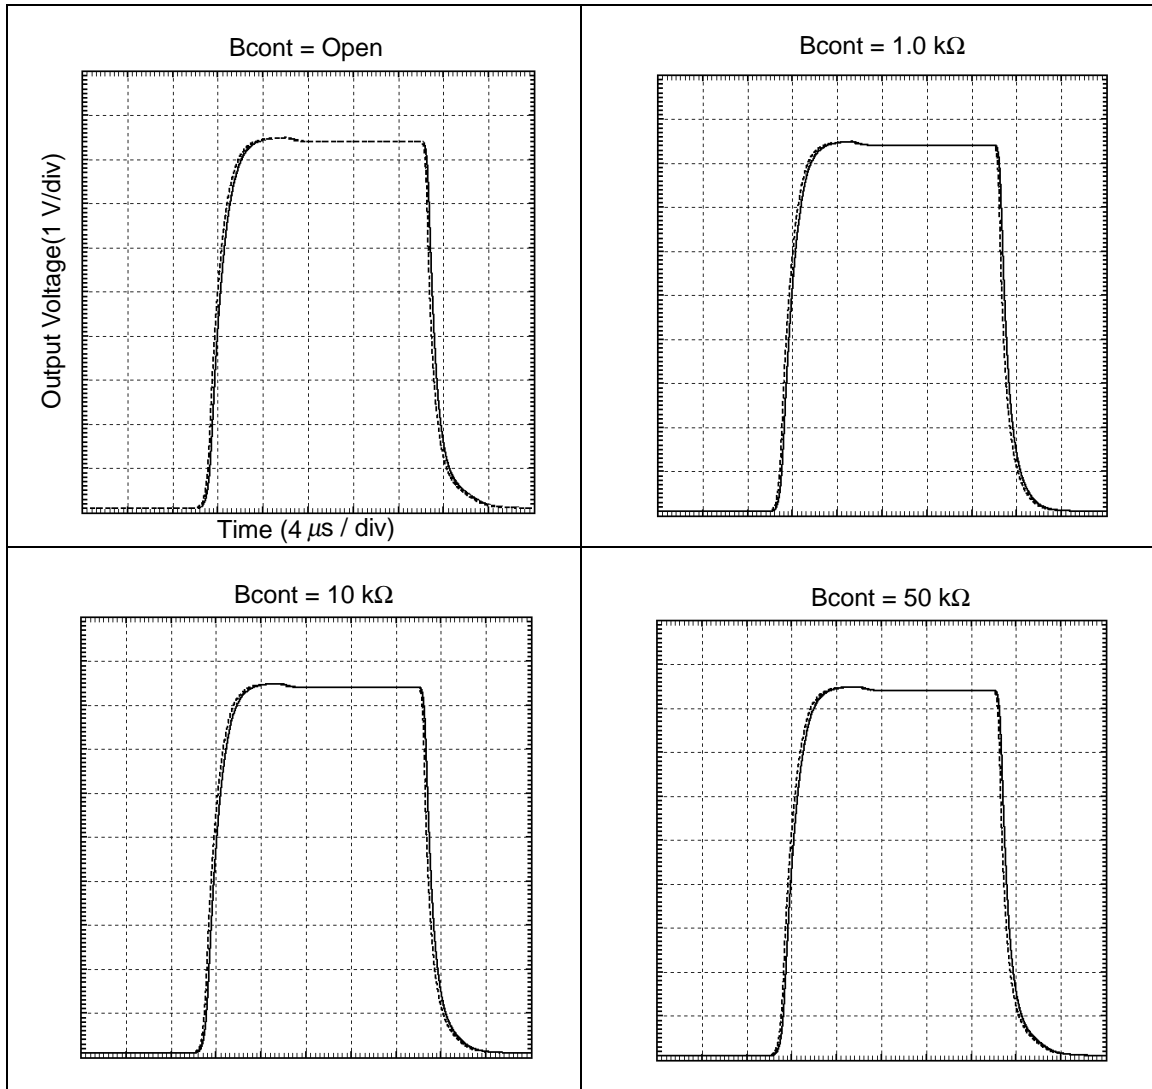 Bcont = Open
Output Voltage(1 V/div)
Time (4 μs / div)
Bcont = 1.0 kΩ
Bcont = 10 kΩ
Bcont = 50 kΩ